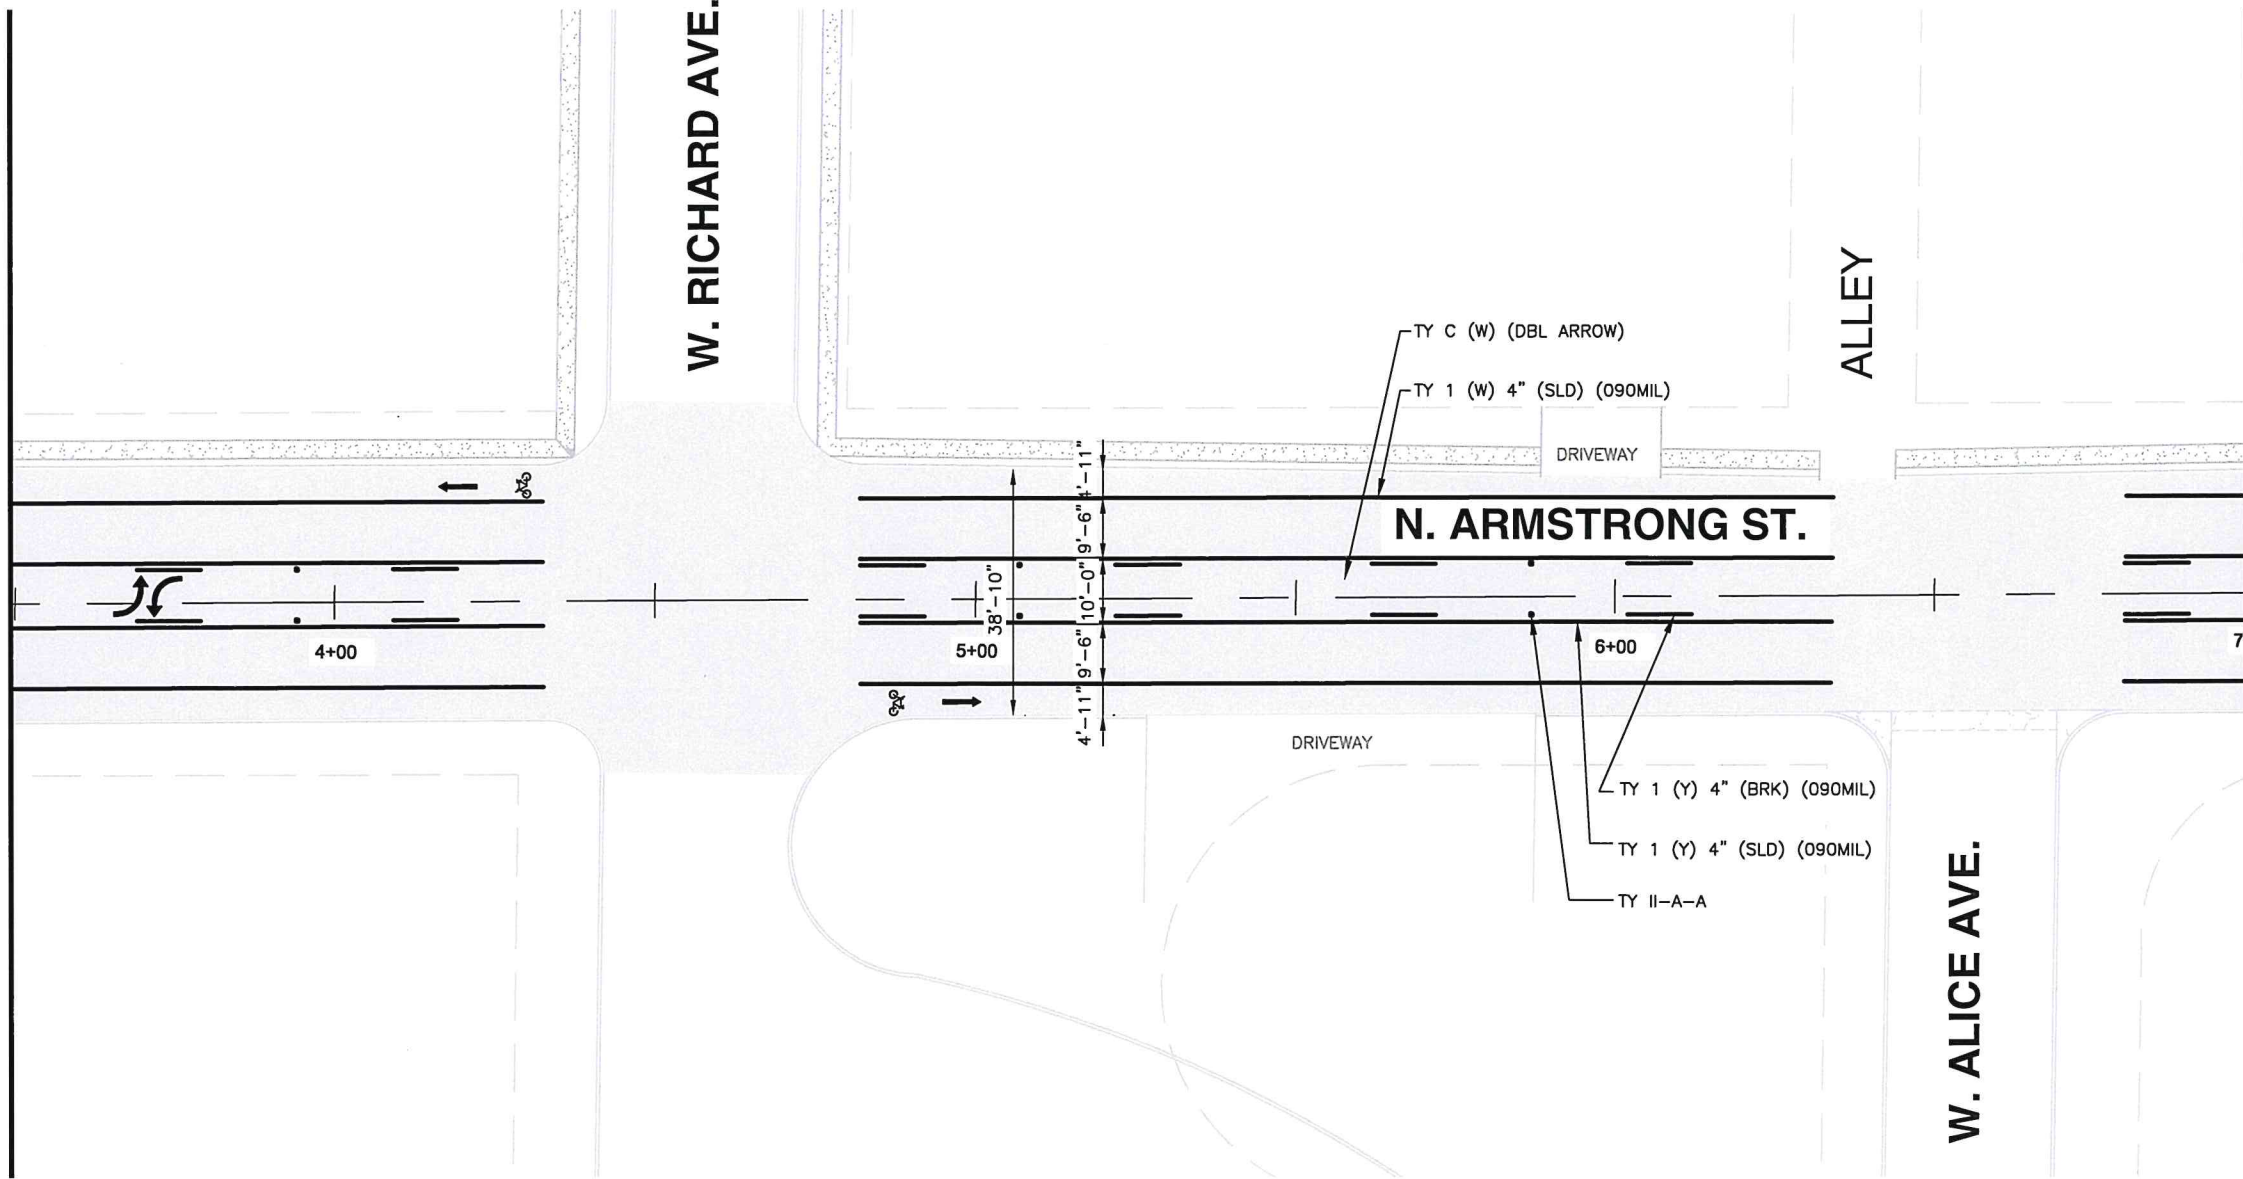 W. RICHARD AVE.
ALLEY
TY C (W) (DBL ARROW)
TY 1 (W) 4" (SLD) (090MIL)
DRIVEWAY
N. ARMSTRONG ST.
4'-11"
9'-6"
10'-0"
9'-6"
4'-11"
38'-10"
4+00
5+00
6+00
7
DRIVEWAY
TY 1 (Y) 4" (BRK) (090MIL)
TY 1 (Y) 4" (SLD) (090MIL)
TY II-A-A
W. ALICE AVE.